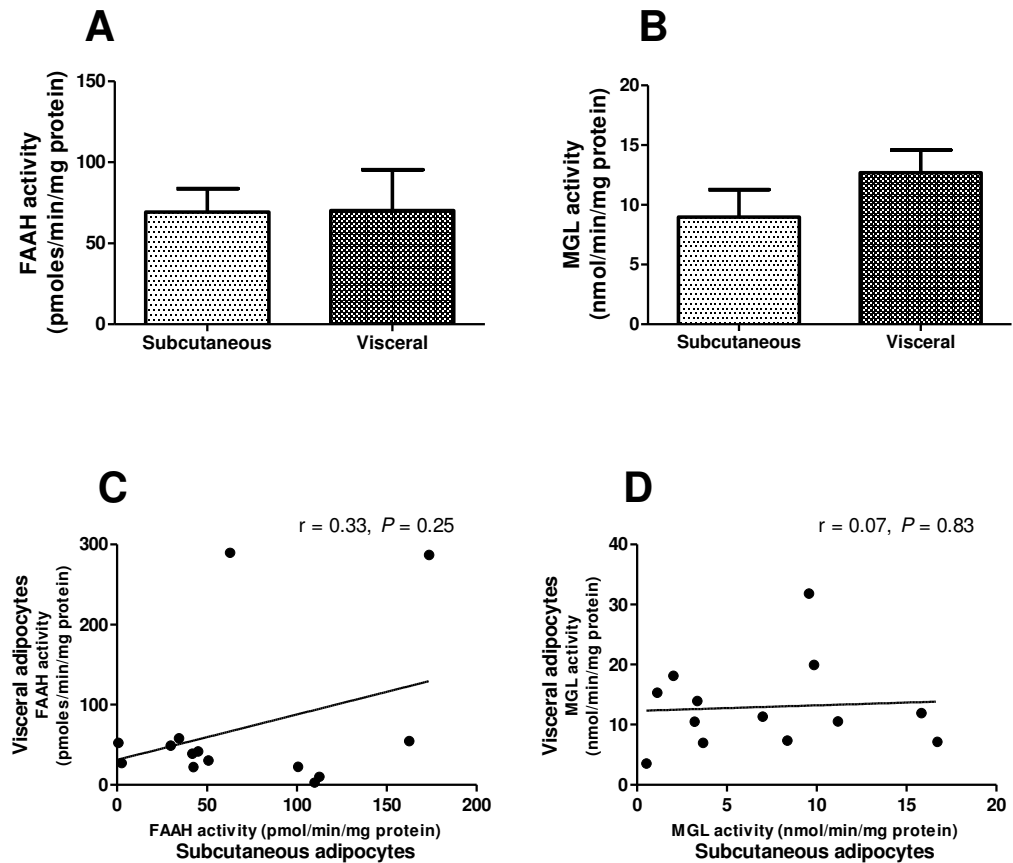 A
FAAH activity
(pmoles/min/mg protein)
150
100
50
0
Subcutaneous
Visceral
B
MGL activity
(nmol/min/mg protein)
20
15
10
5
0
Subcutaneous
Visceral
C
r = 0.33, P = 0.25
Visceral adipocytes
FAAH activity
(pmoles/min/mg protein)
300
200
100
0
0 50 100 150 200
FAAH activity (pmol/min/mg protein)
Subcutaneous adipocytes
D
r = 0.07, P = 0.83
Visceral adipocytes
MGL activity
(nmol/min/mg protein)
40
30
20
10
0
0 5 10 15 20
MGL activity (nmol/min/mg protein)
Subcutaneous adipocytes